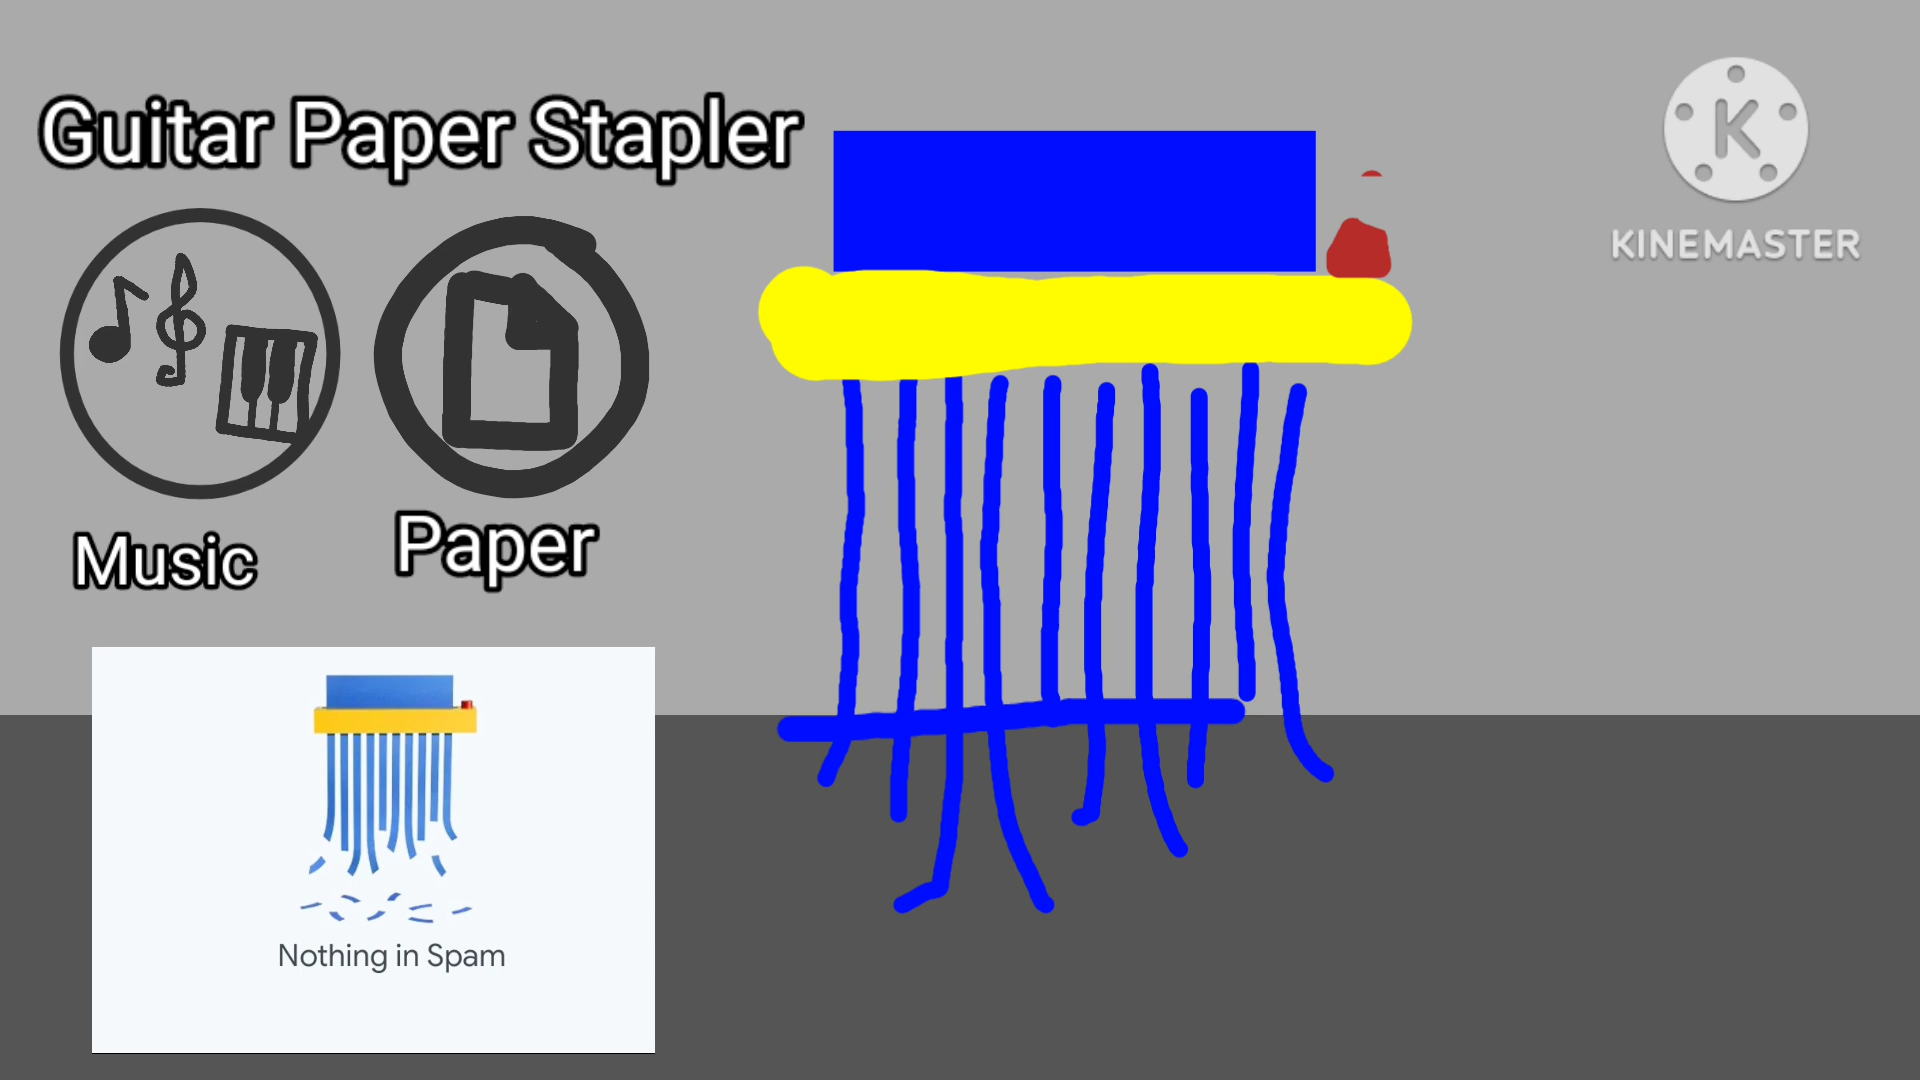 Guitar Paper Stapler
K
KINEMASTER
Music
Paper
Nothing in Spam